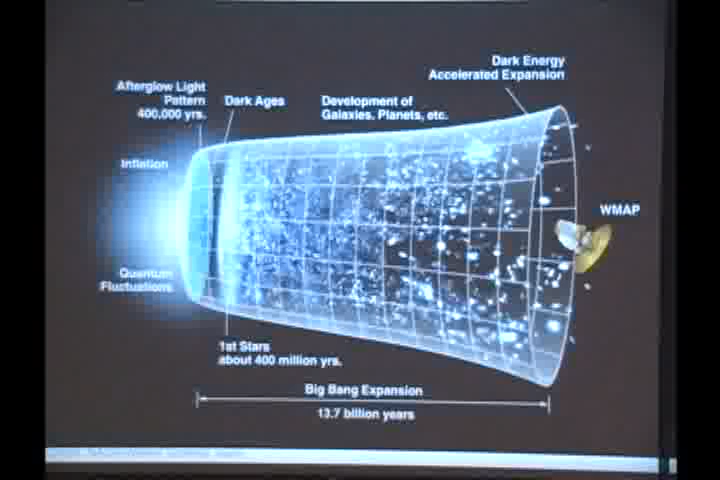 Dark Energy
Accelerated Expansion
Afterglow Light
Pattern
400,000 yrs.
Dark Ages
Development of
Galaxies, Planets, etc.
Inflation
WMAP
Quantum
Fluctuations
1st Stars
about 400 million yrs.
Big Bang Expansion
13.7 billion years